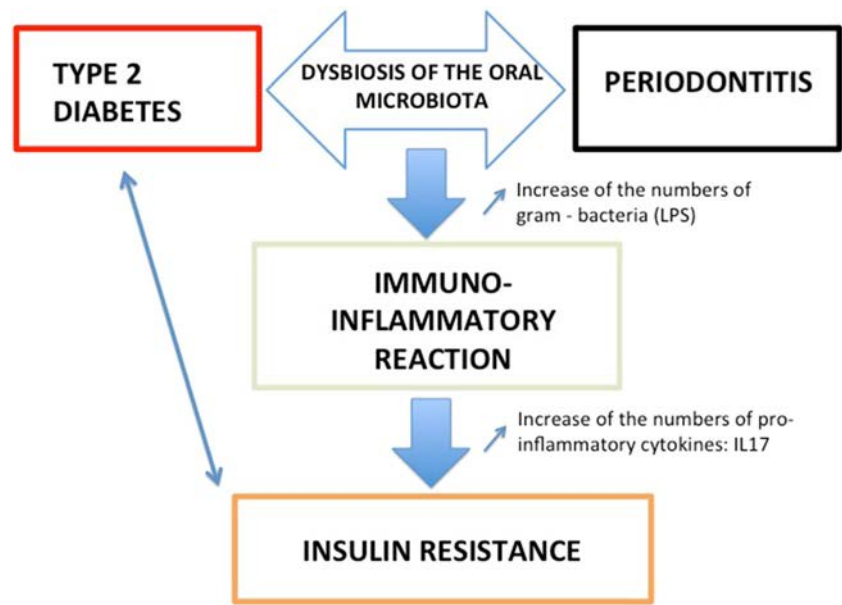 TYPE 2
DIABETES
DYSBIOSIS OF THE ORAL
MICROBIOTA
PERIODONTITIS
Increase of the numbers of
gram - bacteria (LPS)
IMMUNO-
INFLAMMATORY
REACTION
Increase of the numbers of pro-
inflammatory cytokines: IL17
INSULIN RESISTANCE